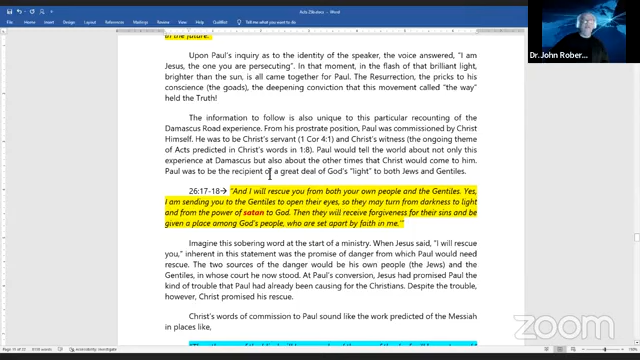 Acts 26(kubou) - Word
File Home Insert Design Layout References Mailings Review View GrabOut Tell me what you want to do
in the future.
Upon Paul's inquiry as to the identity of the speaker, the voice answered, "I am
Jesus, the one you are persecuting". In that moment, in the flash of that brilliant light,
brighter than the sun, is all came together for Paul. The Resurrection, the pricks to his
conscience (the goads), the deepening conviction that this movement called "the way"
held the Truth!
The information to follow is also unique to this particular recounting of the
Damascus Road experience. From his prostrate position, Paul was commissioned by Christ
Himself. He was to be Christ's servant (1 Cor 4:1) and Christ's witness (the ongoing theme
of Acts predicted in Christ's words in 1:8). Paul would tell the world about not only this
experience at Damascus but also about the other times that Christ would come to him.
Paul was to be the recipient of a great deal of God's "light" to both Jews and Gentiles.
26:17-18→ "And I will rescue you from both your own people and the Gentiles. Yes,
I am sending you to the Gentiles to open their eyes, so they may turn from darkness to
light and from the power of satan to God. Then they will receive forgiveness for their sins and be
given a place among God's people, who are set apart by faith in me.'"
Imagine this sobering word at the start of a ministry. When Jesus said, "I will rescue
you", inherent in this statement was the promise of danger from which Paul would need
rescue. The two sources of the danger would be his own people (the Jews) and the
Gentiles, in whose court he now stood. At Paul's conversion, Jesus had promised Paul the
kind of trouble that Paul had already been causing for the Christians. Despite the trouble,
however, Christ promised his rescue.
Christ's words of commission to Paul sound like the work predicted of the Messiah
in places like,
Dr. John Rober...
zoom